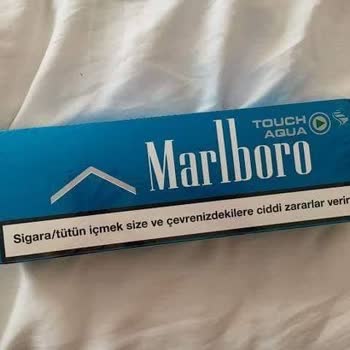 TOUCH
AQUA
Marlboro
Sigara/tütün içmek size ve çevrenizdekilere ciddi zararlar verir